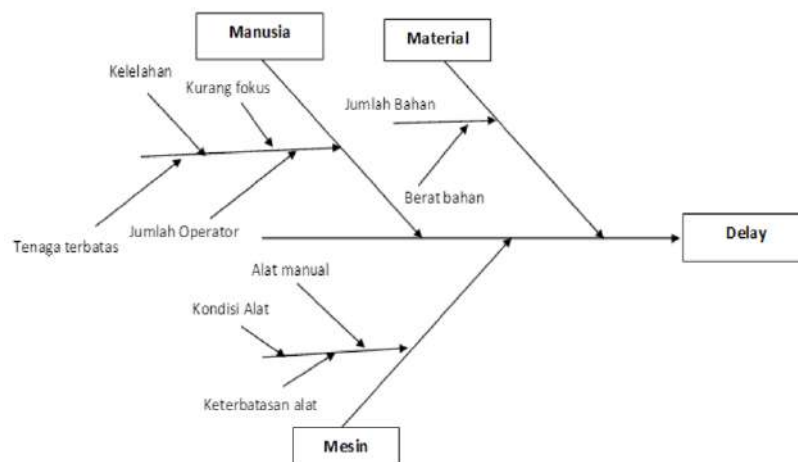 Manusia
Material
Kelelahan
Kurang fokus
Jumlah Bahan
Berat bahan
Tenaga terbatas
Jumlah Operator
Delay
Alat manual
Kondisi Alat
Keterbatasan alat
Mesin